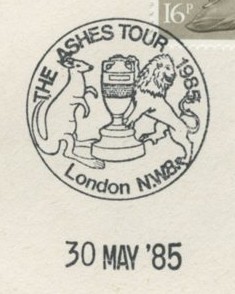 16P
THE ASHES TOUR 1985
London N.W.8.
30 MAY '85